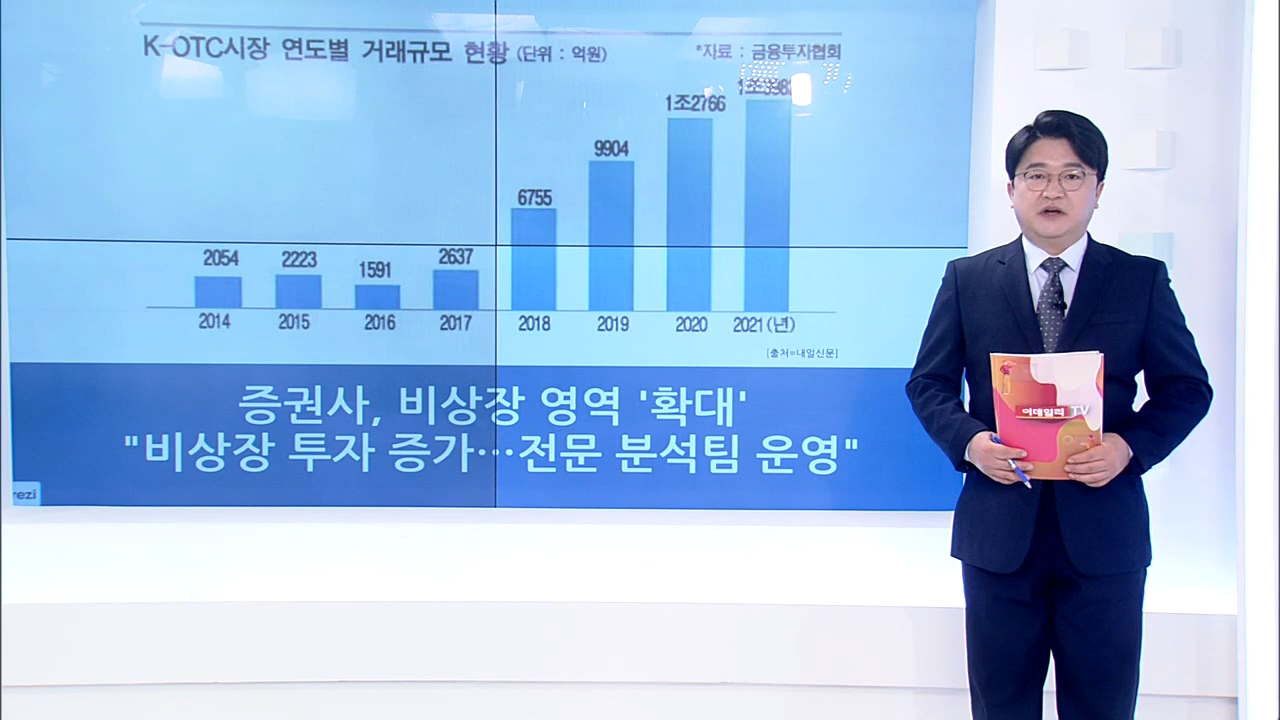 K-OTC시장 연도별 거래규모 현황 (단위 : 억원)
*자료 : 금융투자협회
2054
2223
1591
2637
6755
9904
1조2766
2014
2015
2016
2017
2018
2019
2020
2021(년)
[출처=내일신문]
증권사, 비상장 영역 '확대'
"비상장 투자 증가…전문 분석팀 운영"
rezi
이데일리 TV